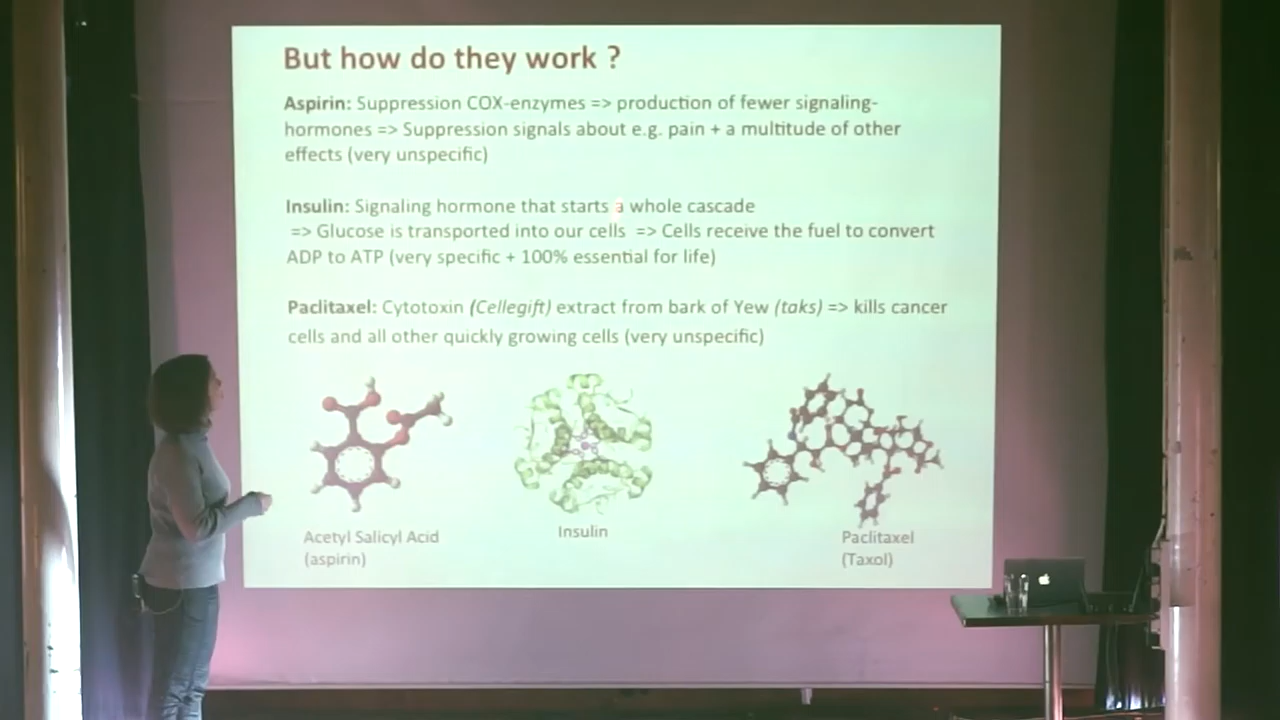 But how do they work ?
Aspirin: Suppression COX-enzymes => production of fewer signaling-
hormones => Suppression signals about e.g. pain + a multitude of other
effects (very unspecific)
Insulin: Signaling hormone that starts a whole cascade
=> Glucose is transported into our cells => Cells receive the fuel to convert
ADP to ATP (very specific + 100% essential for life)
Paclitaxel: Cytotoxin (Cellegift) extract from bark of Yew (taks) => kills cancer
cells and all other quickly growing cells (very unspecific)
Acetyl Salicyl Acid
(aspirin)
Insulin
Paclitaxel
(Taxol)